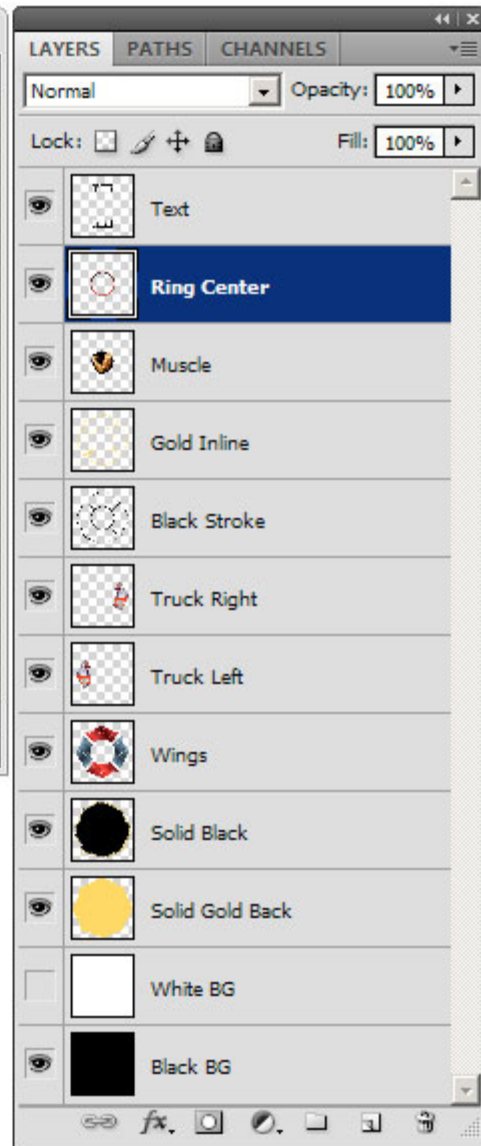 LAYERS PATHS CHANNELS
Normal Opacity: 100%
Lock: Fill: 100%
Text
Ring Center
Muscle
Gold Inline
Black Stroke
Truck Right
Truck Left
Wings
Solid Black
Solid Gold Back
White BG
Black BG
fx.